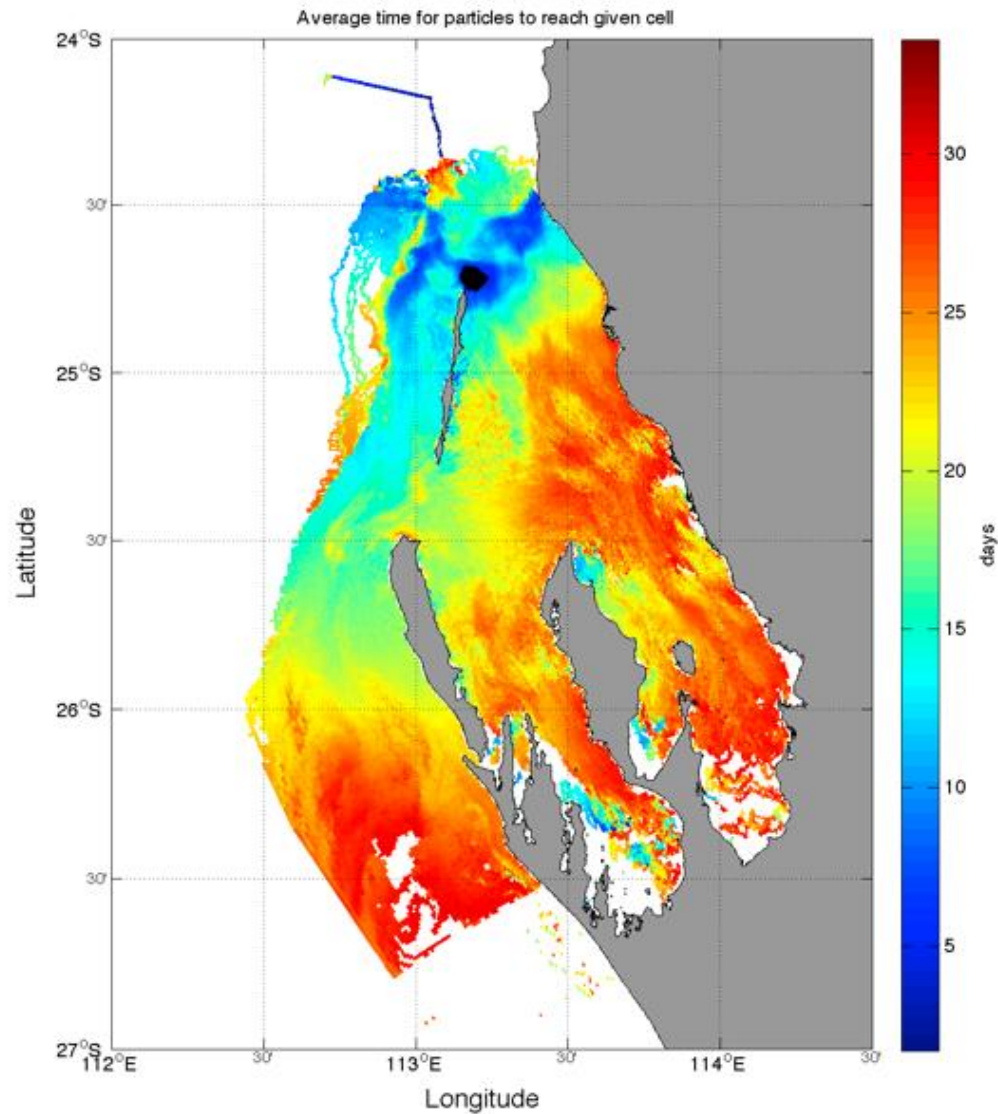 Average time for particles to reach given cell
24°S
30'
25°S
30'
26°S
30'
27°S
Latitude
112°E
30'
113°E
30'
114°E
30'
Longitude
30
25
20
15
10
5
days